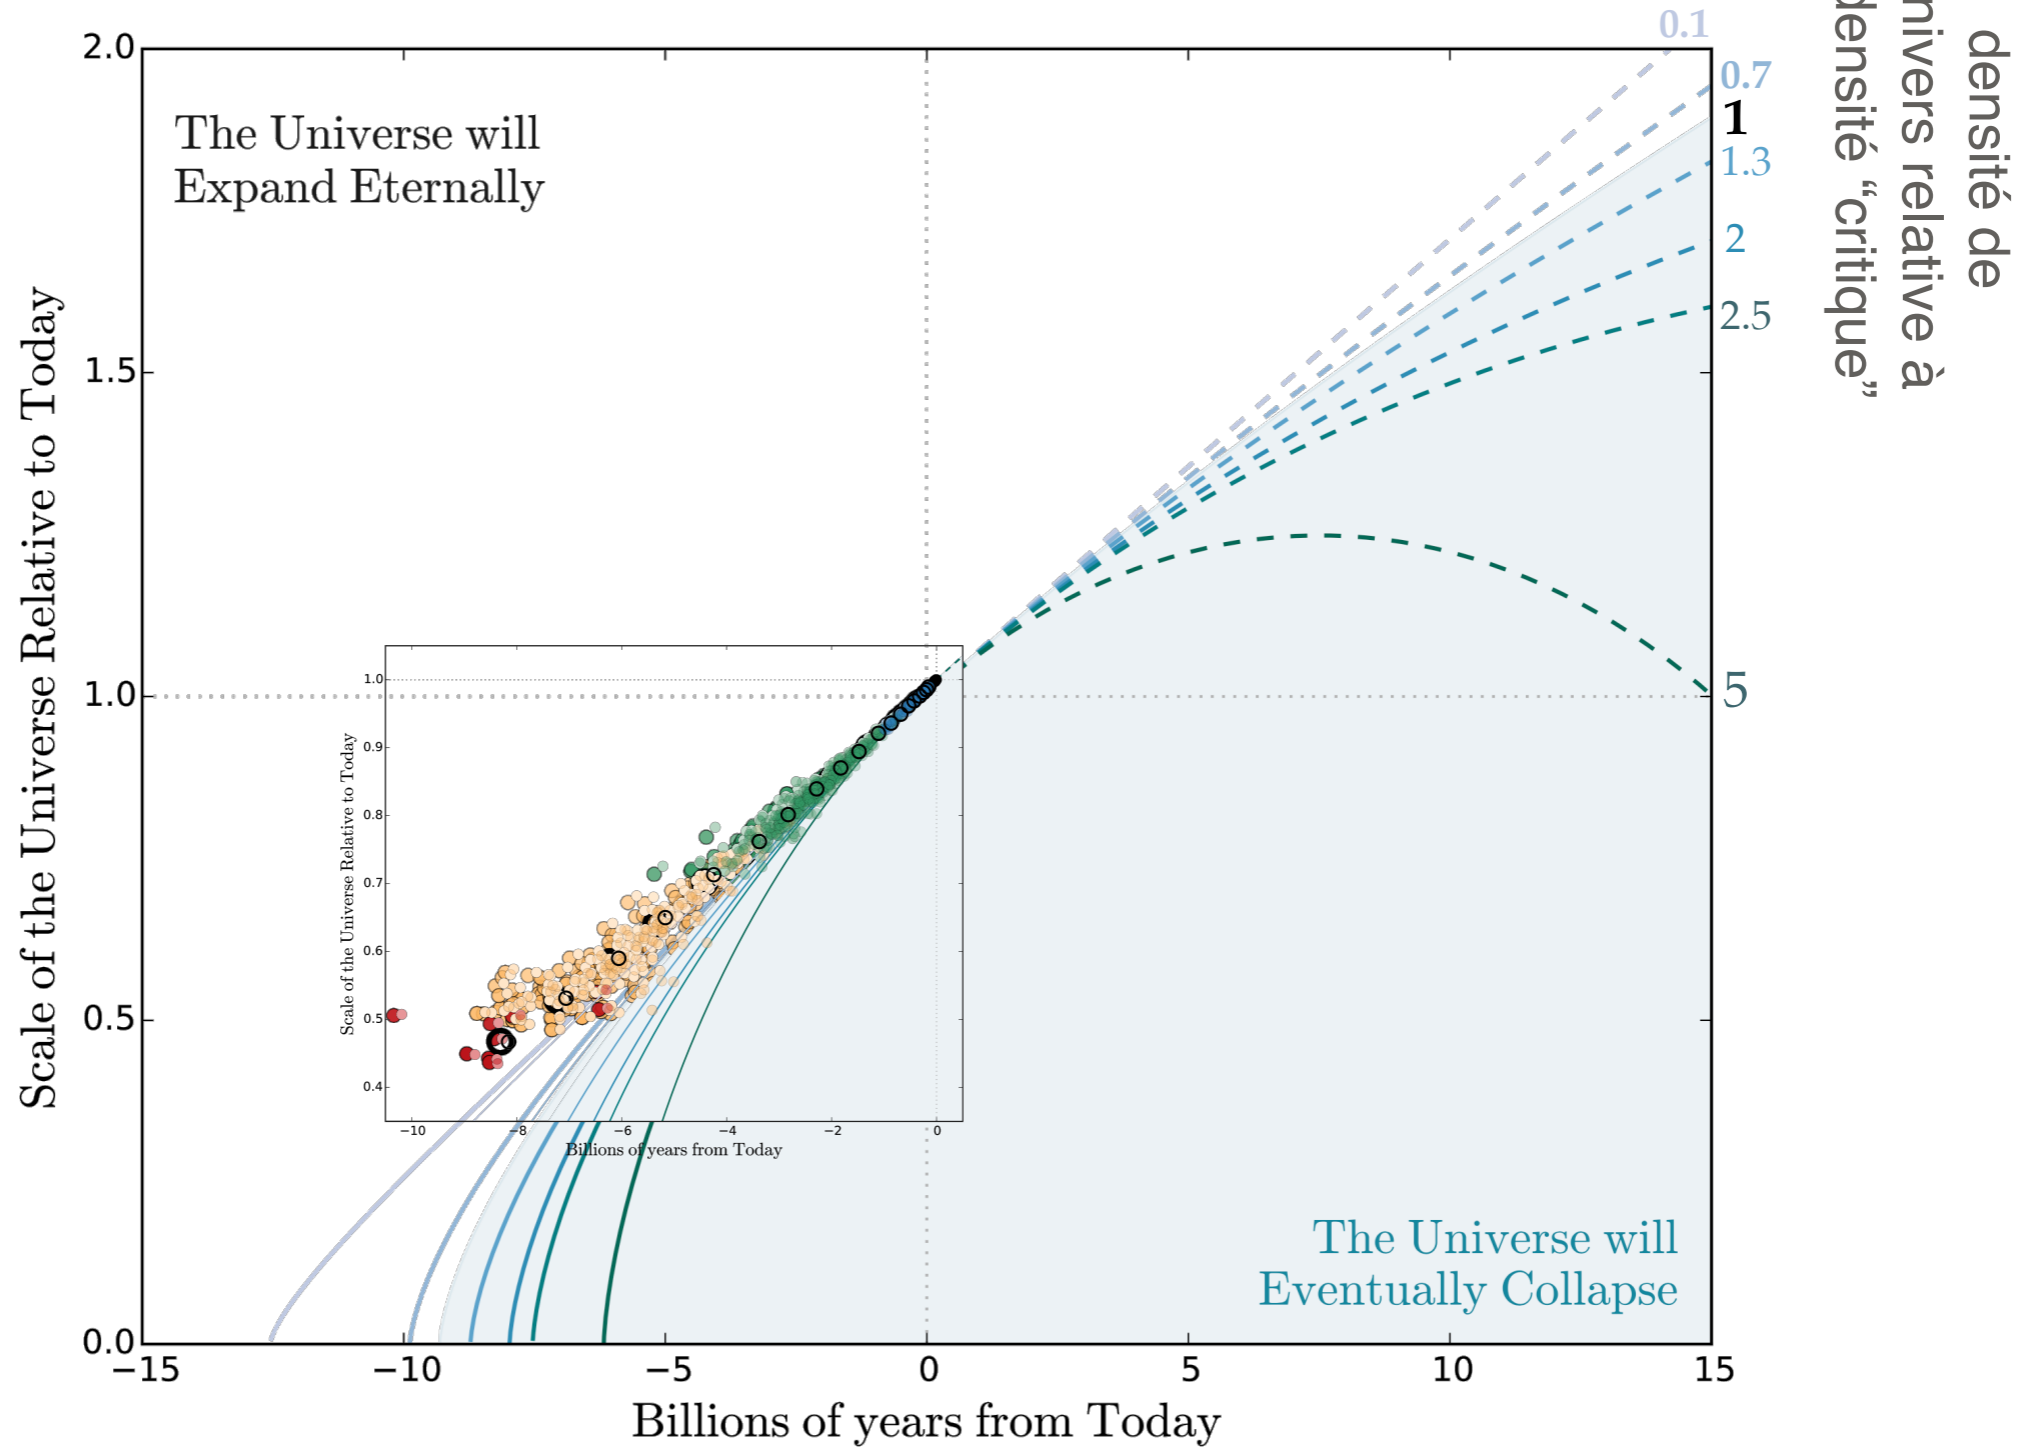 0.1
2.0
0.7
The Universe will
Expand Eternally
1
1.3
2
2.5
densité de
relative à
densité “critique”
1.5
Scale of the Universe Relative to Today
1.0
5
1.0
0.9
0.8
0.7
0.6
0.5
0.4
Scale of the Universe Relative to Today
−10
−8
−6
−4
−2
0
Billions of years from Today
0.5
The Universe will
Eventually Collapse
0.0
−15
−10
−5
0
5
10
15
Billions of years from Today